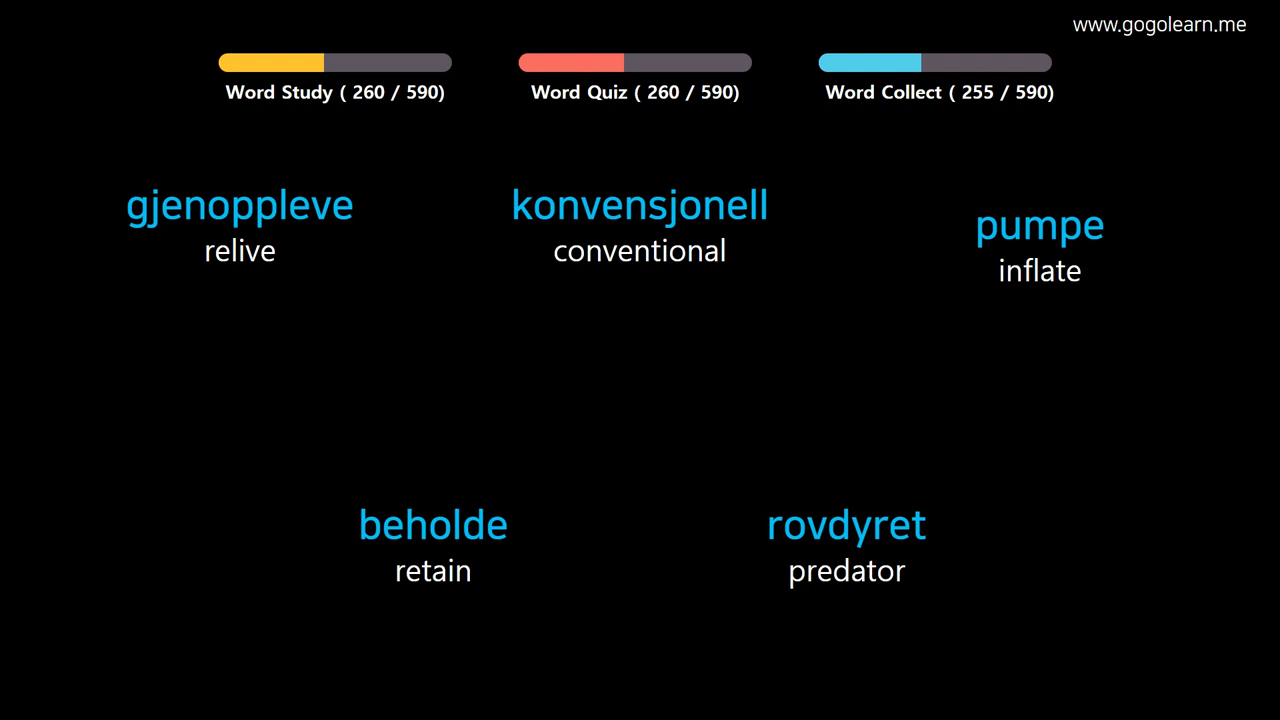 www.gogolearn.me
Word Study ( 260 / 590)
Word Quiz ( 260 / 590)
Word Collect ( 255 / 590)
gjenoppleve
relive
konvensjonell
conventional
pumpe
inflate
beholde
retain
rovdyret
predator